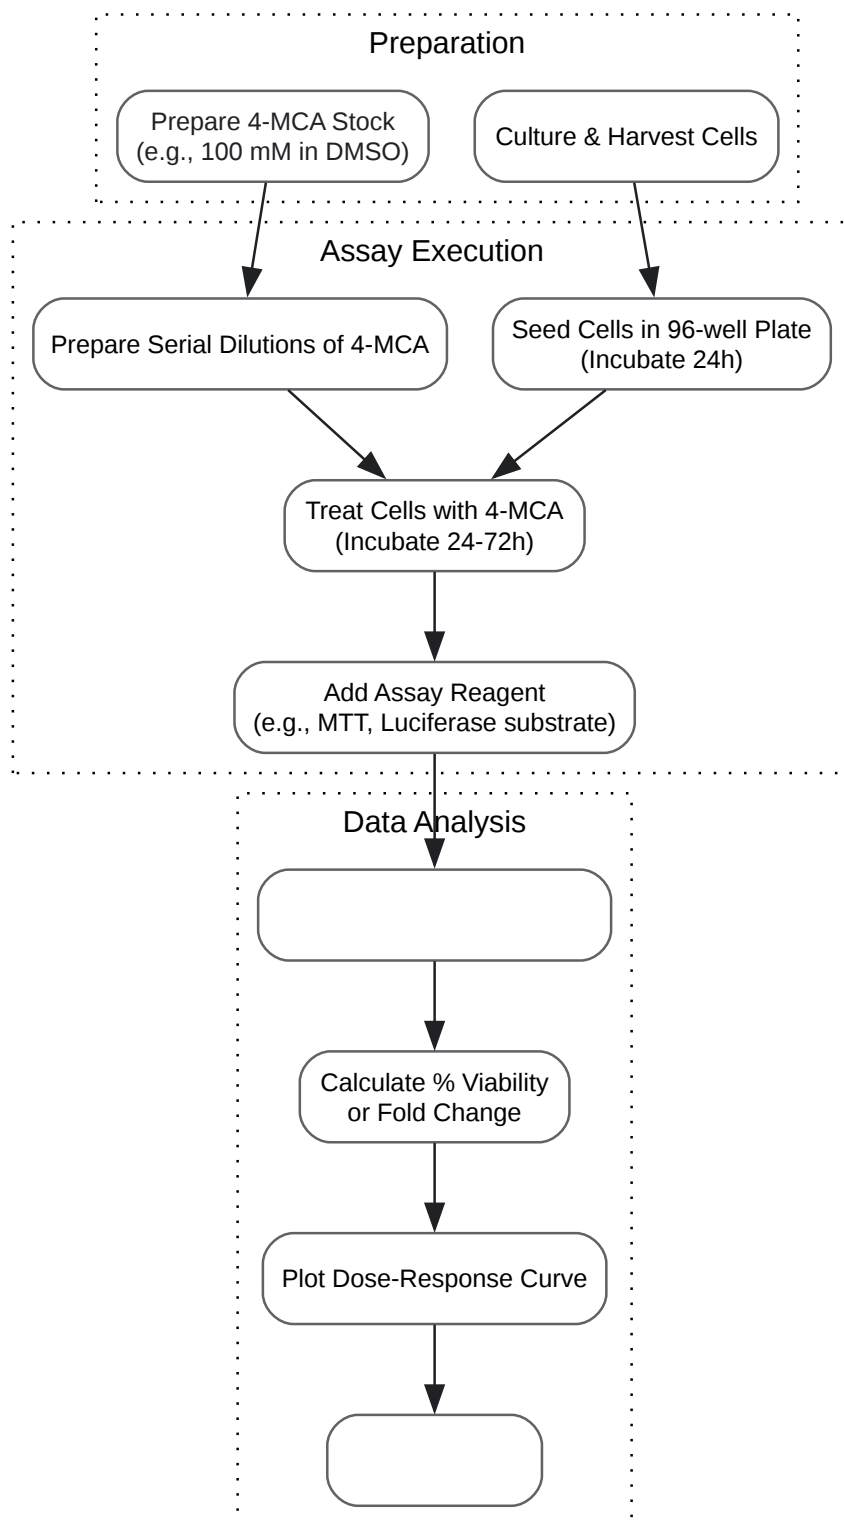 Preparation
Prepare 4-MCA Stock
(e.g., 100 mM in DMSO)
Culture & Harvest Cells
Assay Execution
Prepare Serial Dilutions of 4-MCA
Seed Cells in 96-well Plate
(Incubate 24h)
Treat Cells with 4-MCA
(Incubate 24-72h)
Add Assay Reagent
(e.g., MTT, Luciferase substrate)
Data Analysis
Calculate % Viability
or Fold Change
Plot Dose-Response Curve